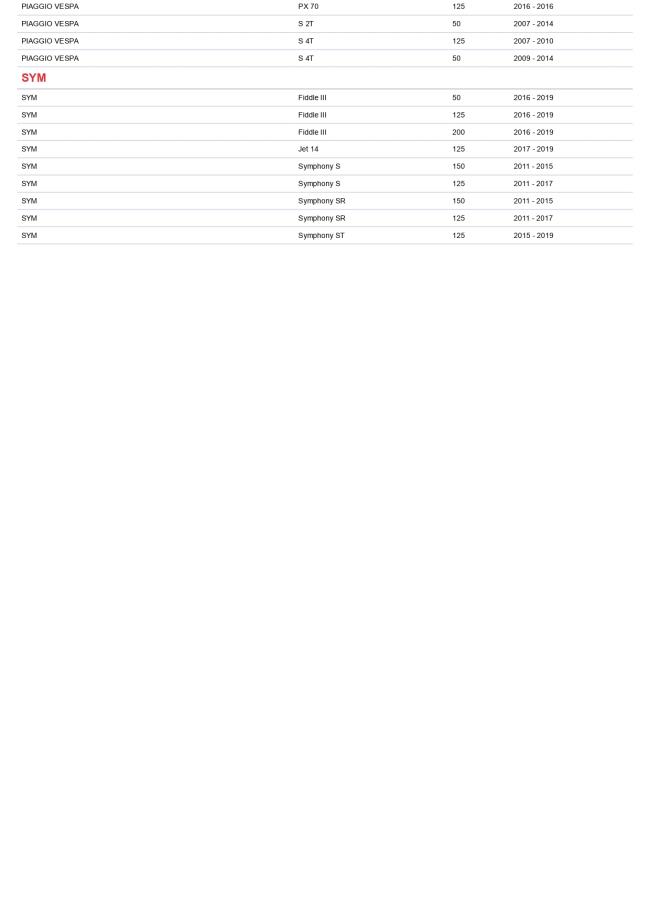 PIAGGIO VESPA PX 70 125 2016 - 2016
PIAGGIO VESPA S 2T 50 2007 - 2014
PIAGGIO VESPA S 4T 125 2007 - 2010
PIAGGIO VESPA S 4T 50 2009 - 2014
SYM
SYM Fiddle III 50 2016 - 2019
SYM Fiddle III 125 2016 - 2019
SYM Fiddle III 200 2016 - 2019
SYM Jet 14 125 2017 - 2019
SYM Symphony S 150 2011 - 2015
SYM Symphony S 125 2011 - 2017
SYM Symphony SR 150 2011 - 2015
SYM Symphony SR 125 2011 - 2017
SYM Symphony ST 125 2015 - 2019